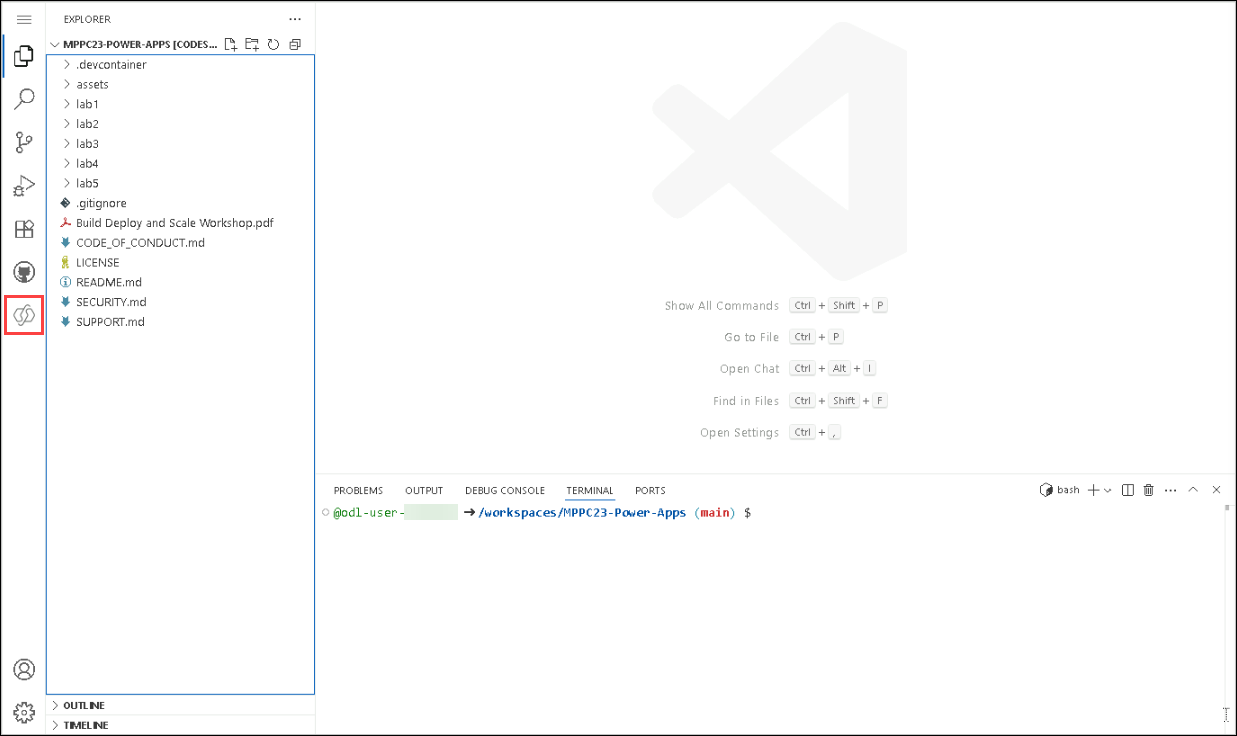 EXPLORER
MPPC23-POWER-APPS [CODES...
.devcontainer
assets
lab1
lab2
lab3
lab4
lab5
.gitignore
Build Deploy and Scale Workshop.pdf
CODE_OF_CONDUCT.md
LICENSE
README.md
SECURITY.md
SUPPORT.md
OUTLINE
TIMELINE
Show All Commands Ctrl + Shift + P
Go to File Ctrl + P
Open Chat Ctrl + Alt + I
Find in Files Ctrl + Shift + F
Open Settings Ctrl + ,
PROBLEMS OUTPUT DEBUG CONSOLE TERMINAL PORTS bash
@odl-user- ➜ /workspaces/MPPC23-Power-Apps (main) $